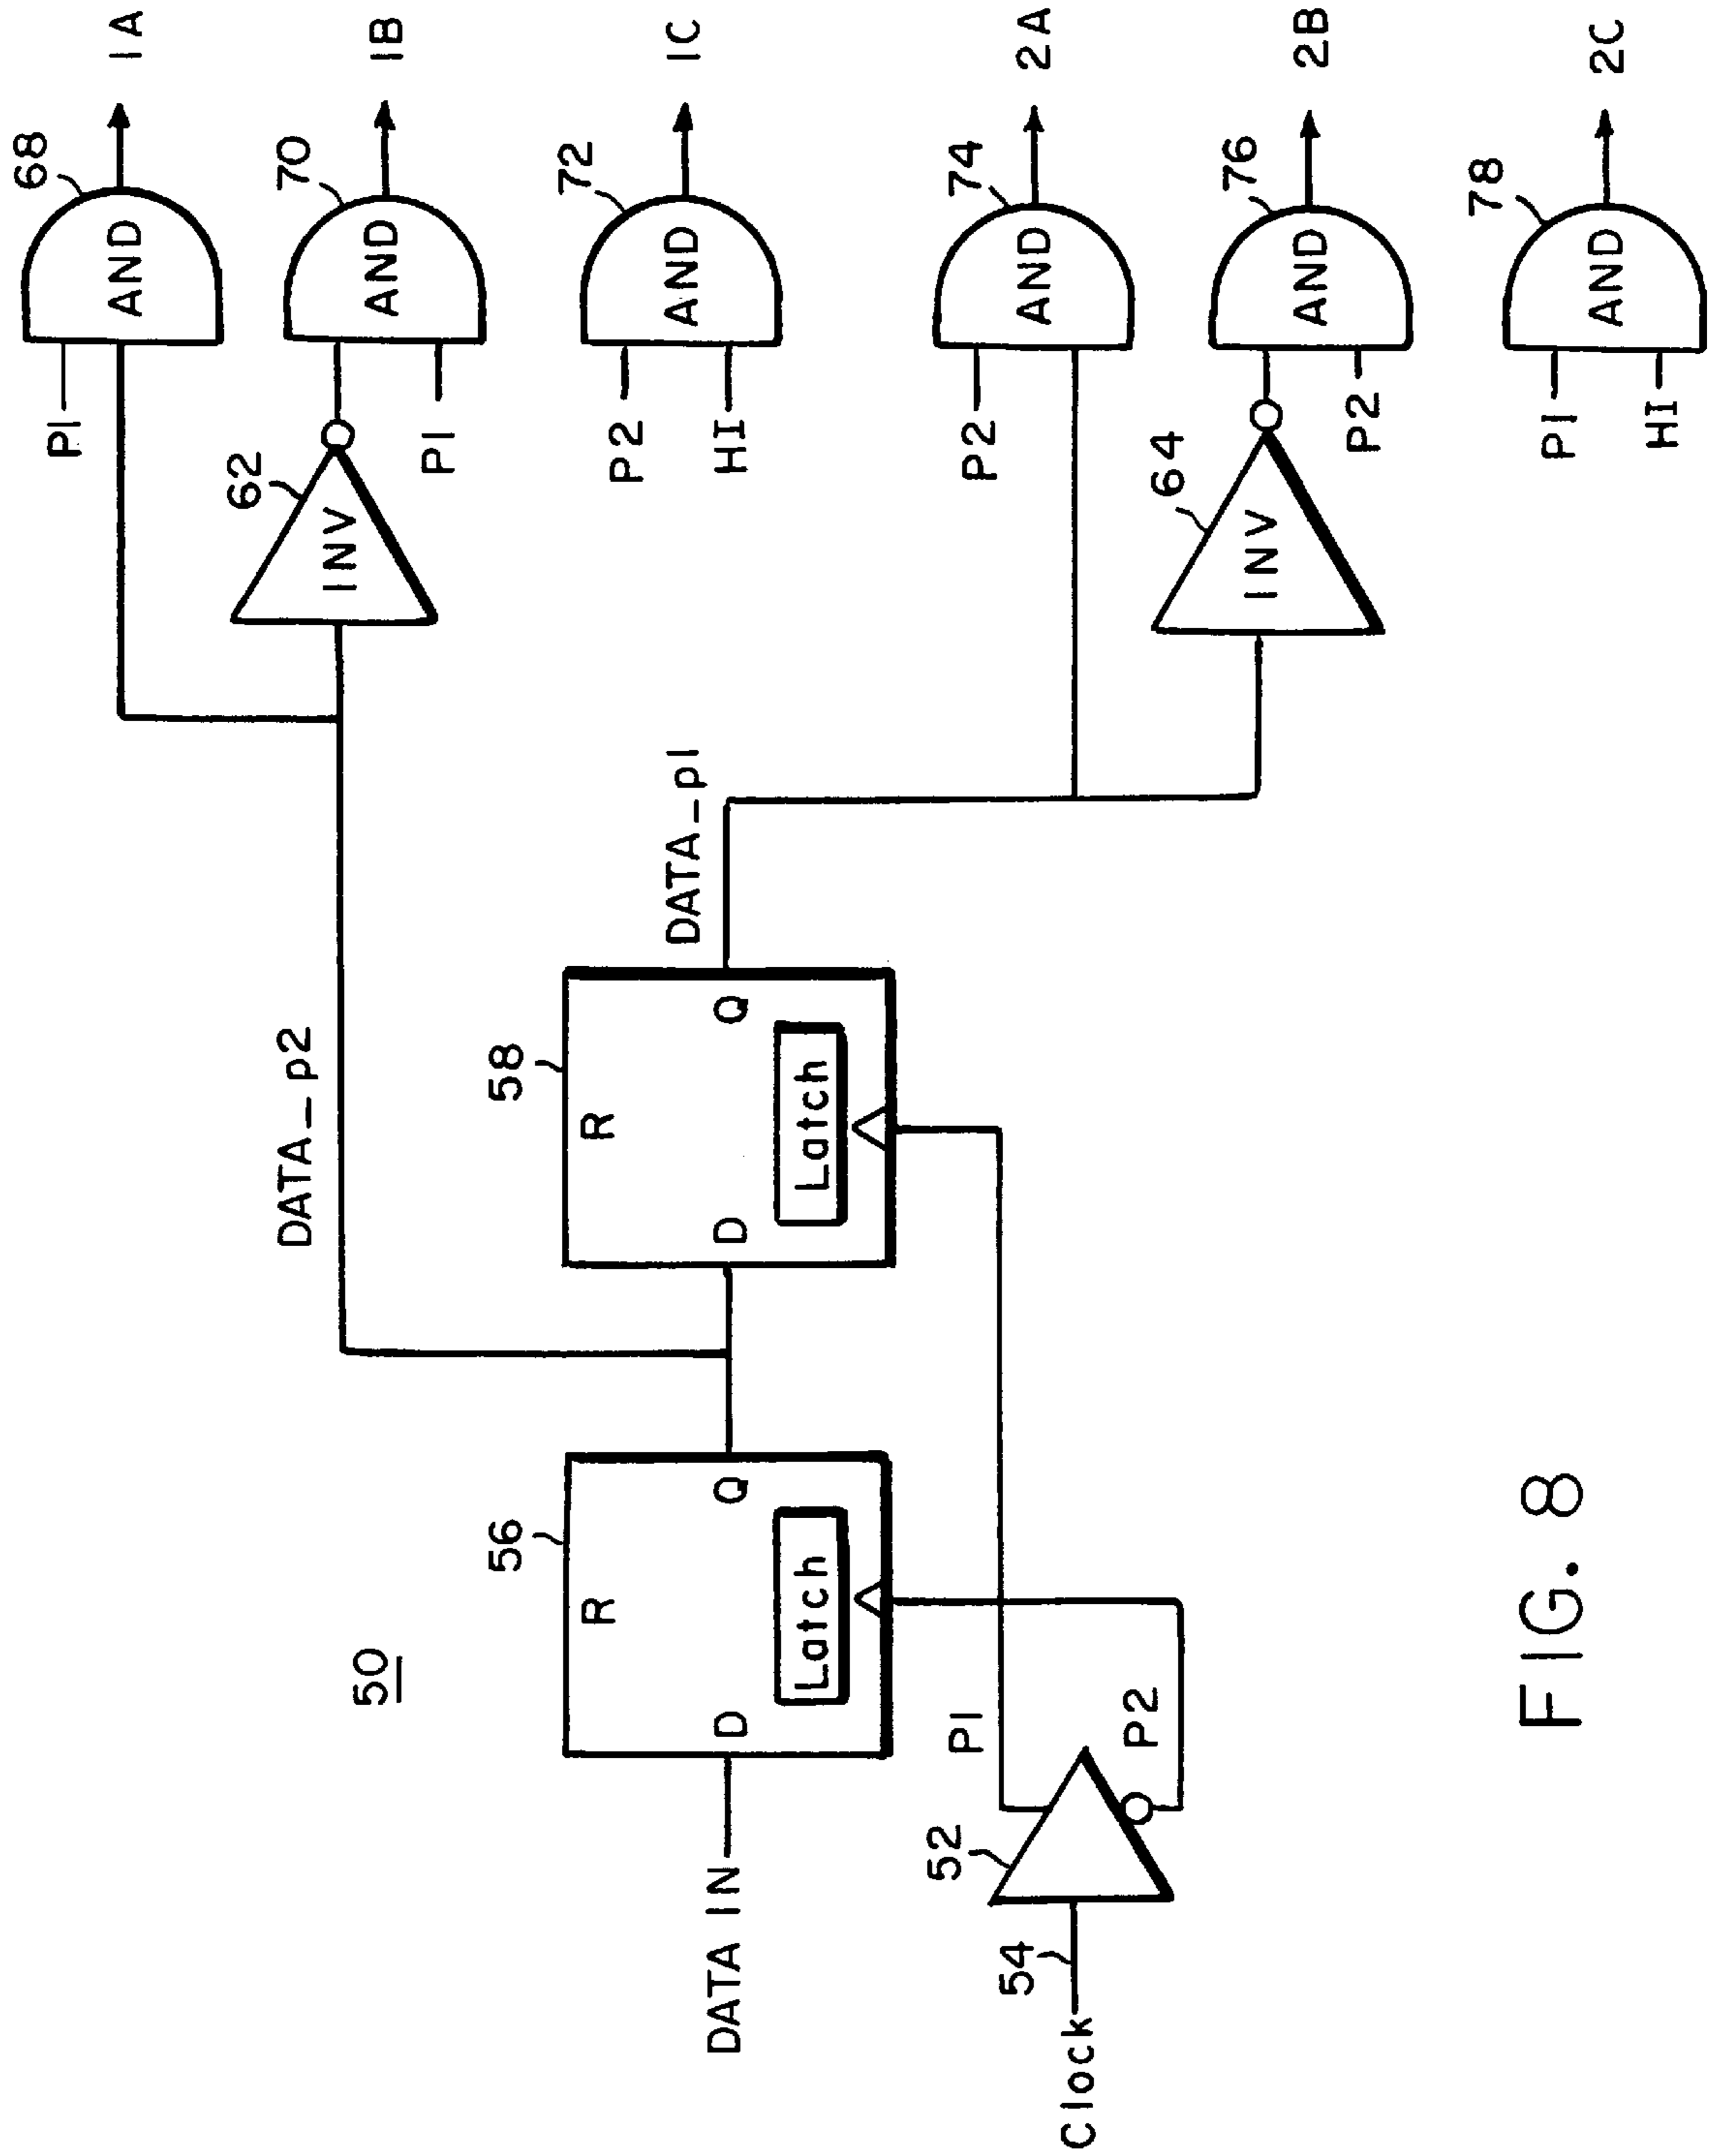 50
DATA IN
D
R
Q
Latch
56
D
R
Q
Latch
58
DATA_p2
DATA_p1
Clock
54
52
P1
P2
62
INV
64
INV
P1
AND
68
1A
P1
AND
70
1B
P2
HI
AND
72
1C
P2
AND
74
2A
P2
AND
76
2B
P1
HI
AND
78
2C
FIG. 8